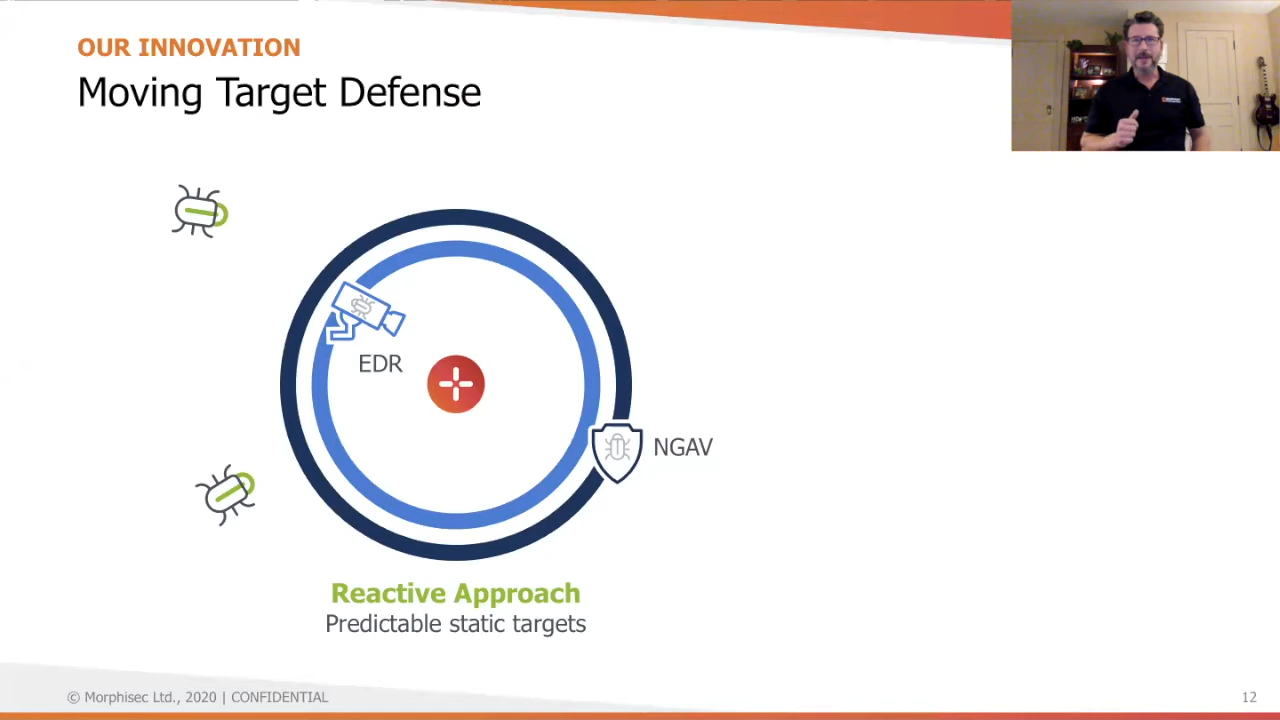 OUR INNOVATION
Moving Target Defense
EDR
NGAV
Reactive Approach
Predictable static targets
© Morphisec Ltd., 2020 | CONFIDENTIAL
12